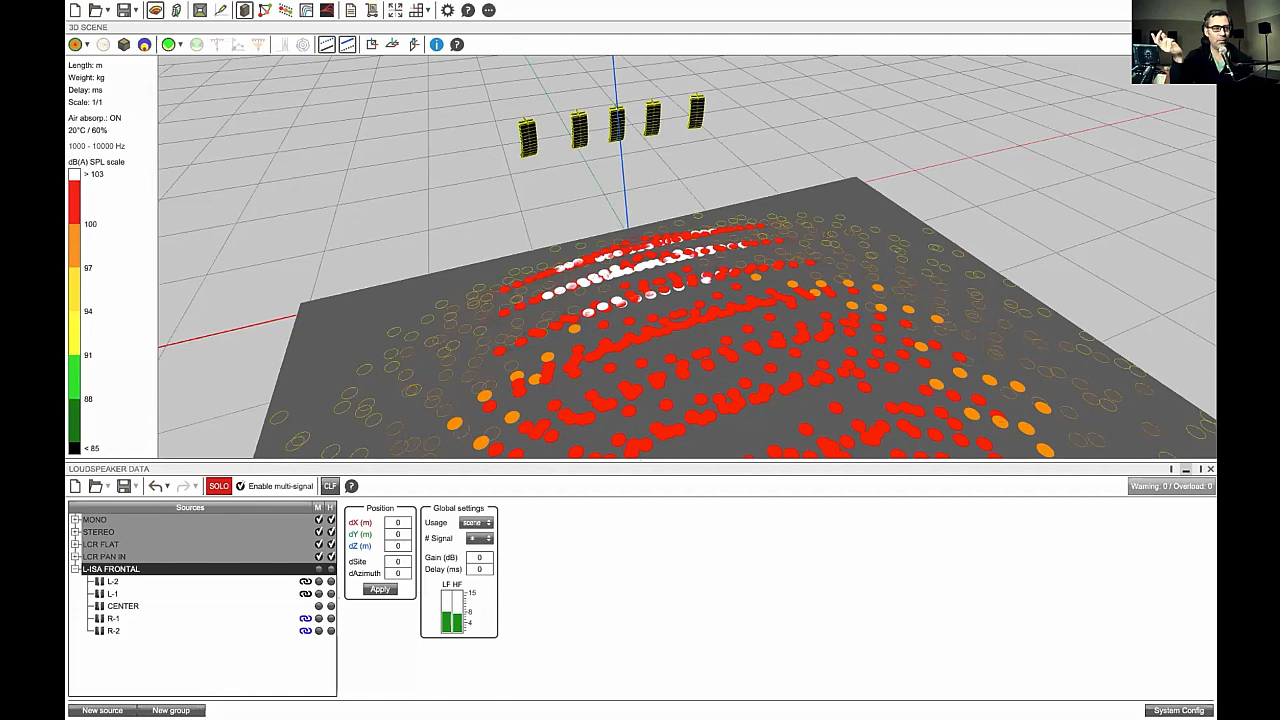 3D SCENE
Length: m
Weight: kg
Delay: ms
Scale: 1/1
Air absorp.: ON
20°C / 60%
1000 - 10000 Hz
dB(A) SPL scale
> 103
100
97
94
91
88
< 85
LOUDSPEAKER DATA
SOLO Enable multi-signal CLF
Warning: 0 / Overload: 0
Sources M H
MONO
STEREO
LCR FLAT
LCR PAN IN
L-ISA FRONTAL
L-2
L-1
CENTER
R-1
R-2
Position
dX (m) 0
dY (m) 0
dZ (m) 0
dSite 0
dAzimuth 0
Apply
Global settings
Usage scene
# Signal *
Gain (dB) 0
Delay (ms) 0
LF HF
15
8
4
New source New group
System Config